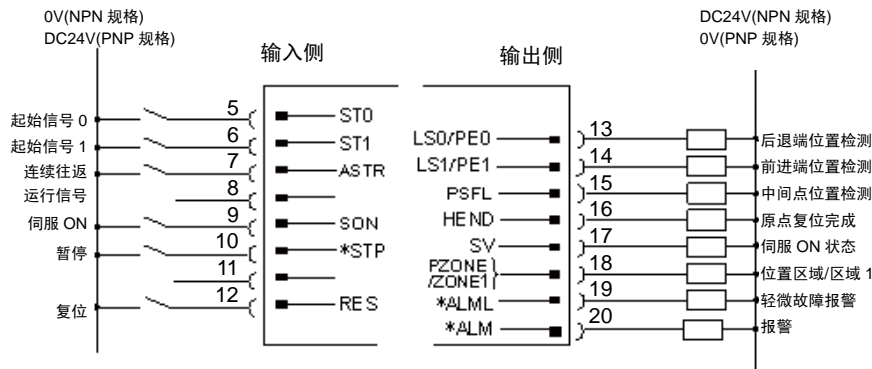 0V(NPN 规格)
DC24V(PNP 规格)
DC24V(NPN 规格)
0V(PNP 规格)
输入侧
输出侧
起始信号 0
5
ST0
起始信号 1
6
ST1
连续往返
7
ASTR
运行信号
8
伺服 ON
9
SON
暂停
10
*STP
11
复位
12
RES
LS0/PE0
13
后退端位置检测
LS1/PE1
14
前进端位置检测
PSFL
15
中间点位置检测
HEND
16
原点复位完成
SV
17
伺服 ON 状态
PZONE
/ZONE1
18
位置区域/区域 1
*ALML
19
轻微故障报警
*ALM
20
报警